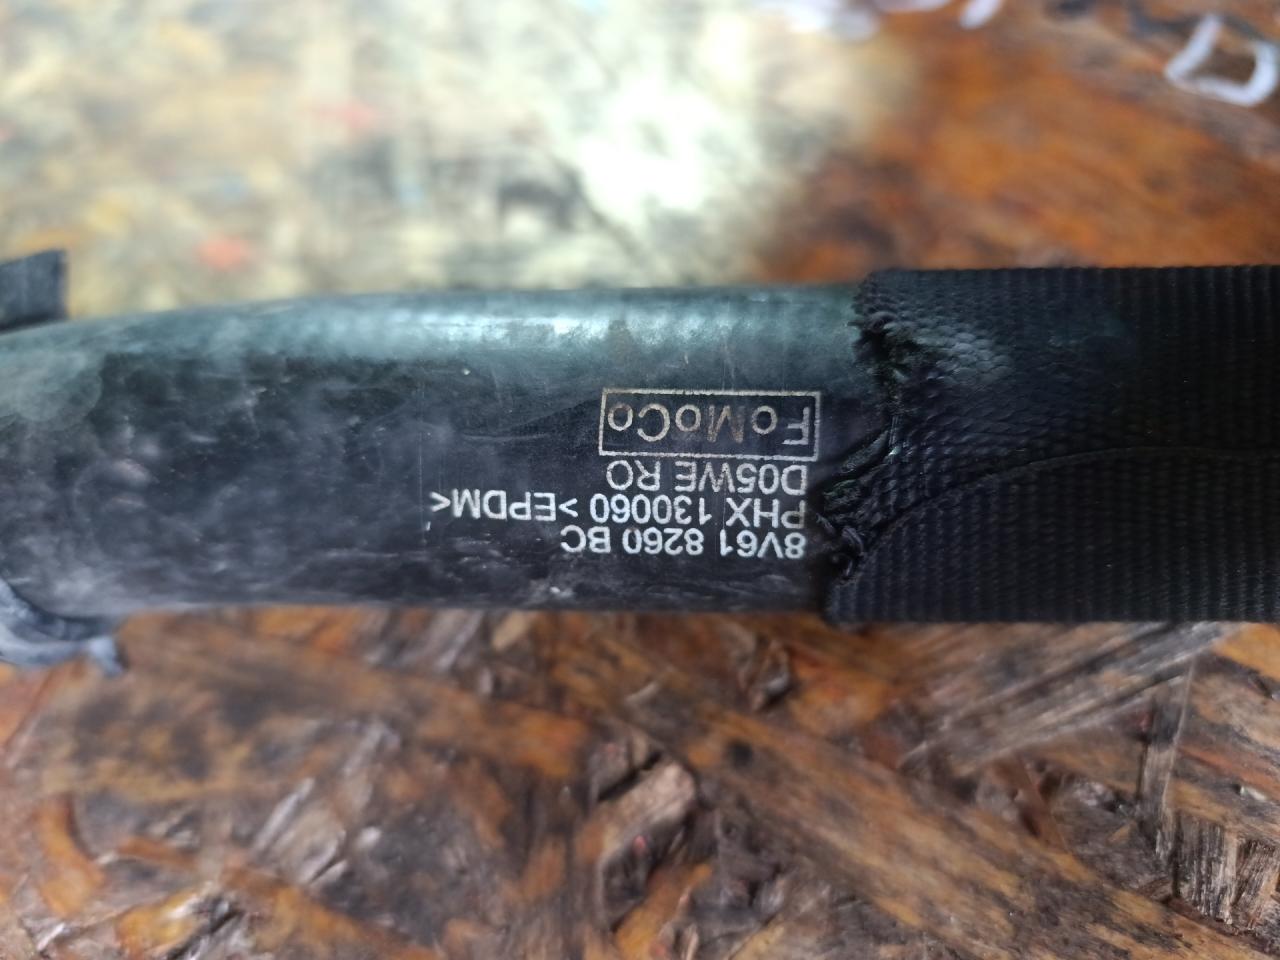 8V61 8260 BC
PHX 130060 >EPDM<
D05WE RO
FoMoCo